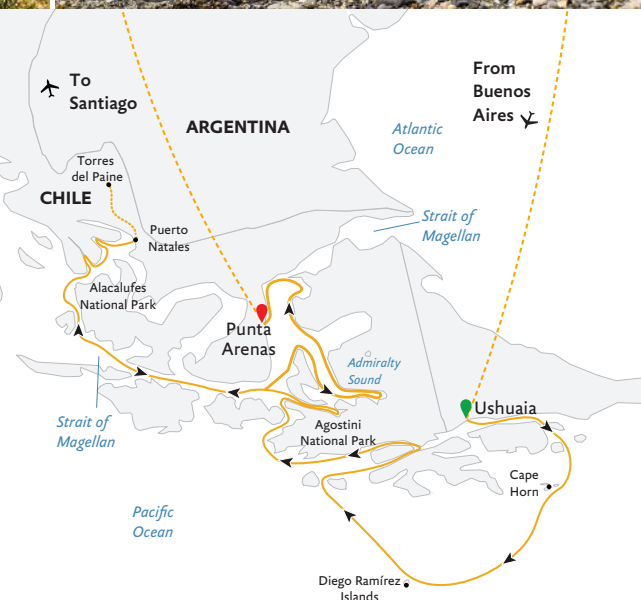 To
Santiago
From
Buenos
Aires
ARGENTINA
Atlantic
Ocean
Torres
del Paine
CHILE
Strait of
Magellan
Puerto
Natales
Alacalufes
National Park
Punta
Arenas
Admiralty
Sound
Ushuaia
Strait of
Magellan
Agostini
National Park
Cape
Horn
Pacific
Ocean
Diego Ramírez
Islands